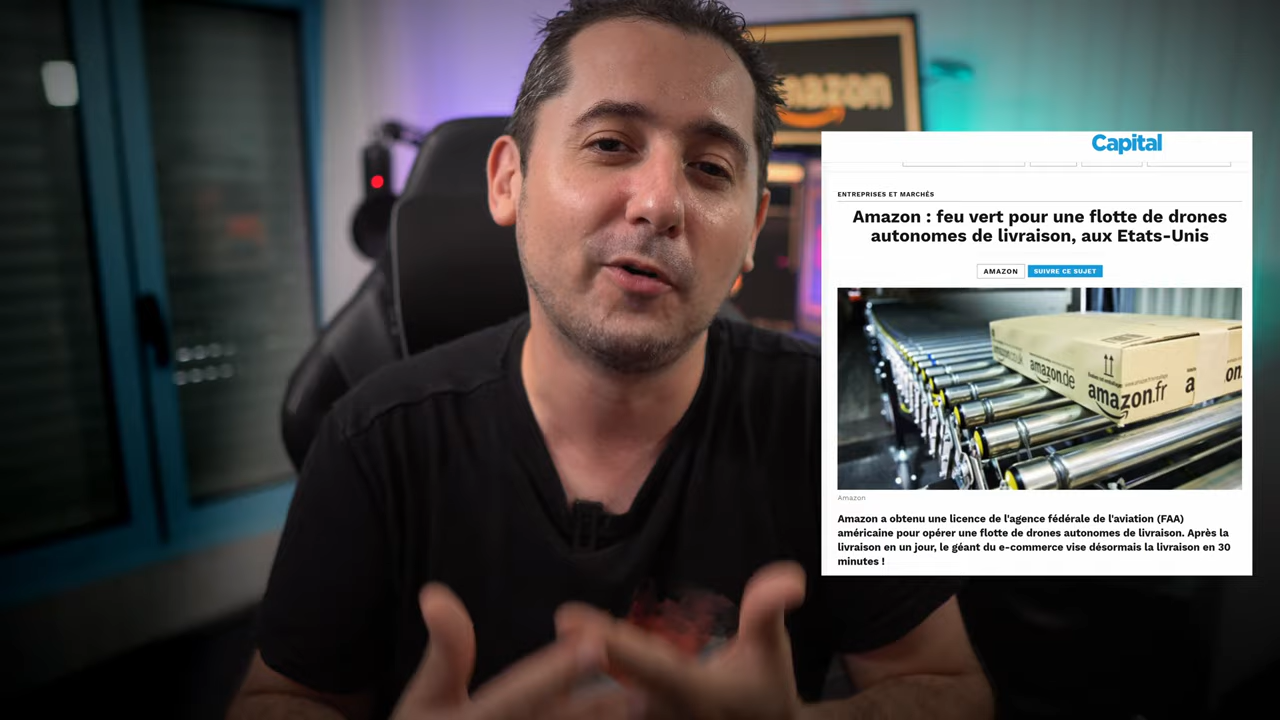 amazon
Capital
ENTREPRISES ET MARCHÉS
Amazon : feu vert pour une flotte de drones
autonomes de livraison, aux Etats-Unis
AMAZON
SUIVRE CE SUJET
amazon.de
amazon.fr
a
on.
Amazon
Amazon a obtenu une licence de l'agence fédérale de l'aviation (FAA)
américaine pour opérer une flotte de drones autonomes de livraison. Après la
livraison en un jour, le géant du e-commerce vise désormais la livraison en 30
minutes !